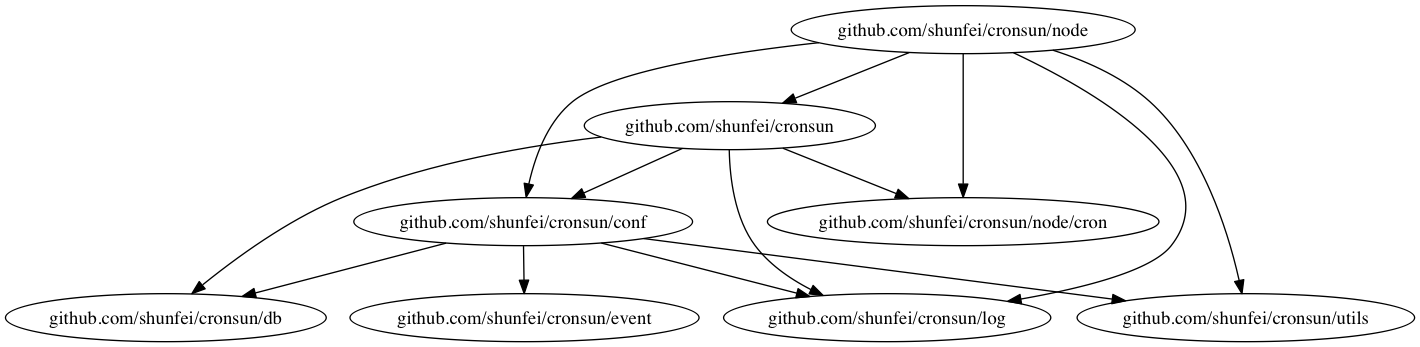 github.com/shunfei/cronsun/node
github.com/shunfei/cronsun
github.com/shunfei/cronsun/conf
github.com/shunfei/cronsun/node/cron
github.com/shunfei/cronsun/db
github.com/shunfei/cronsun/event
github.com/shunfei/cronsun/log
github.com/shunfei/cronsun/utils